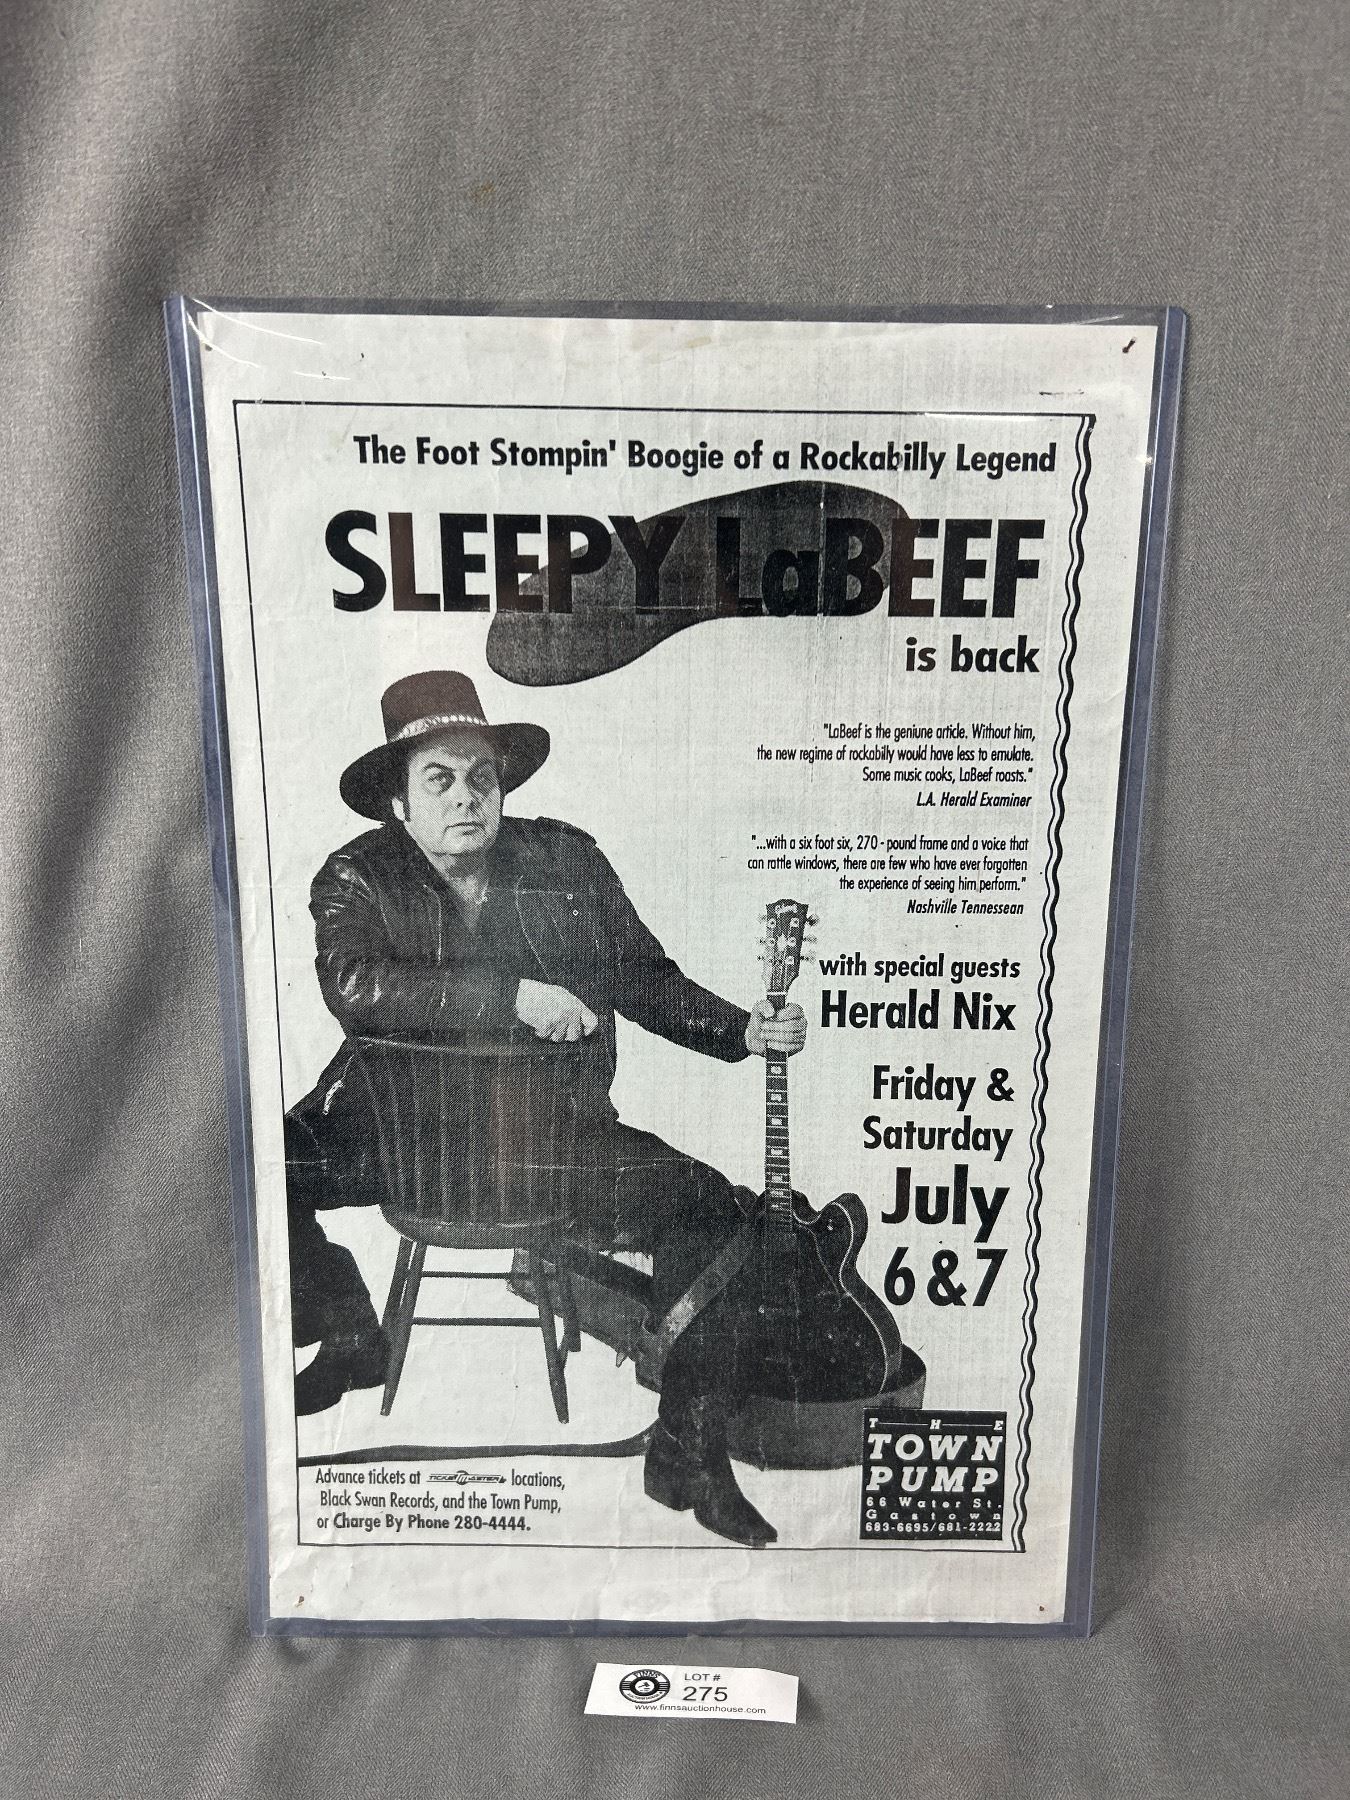 The Foot Stompin' Boogie of a Rockabilly Legend
SLEEPY LaBEEF
is back
"LaBeef is the geniune article. Without him,
the new regime of rockabilly would have less to emulate.
Some music cooks, LaBeef roasts."
L.A. Herald Examiner
"...with a six foot six, 270 - pound frame and a voice that
can rattle windows, there are few who have ever forgotten
the experience of seeing him perform."
Nashville Tennessean
Gibson
with special guests
Herald Nix
Friday &
Saturday
July
6 & 7
THE
TOWN
PUMP
66 Water St.
Gastown
683-6695/681-2222
Advance tickets at TICKETMASTER locations,
Black Swan Records, and the Town Pump,
or Charge By Phone 280-4444.
FINNS
LOT #
275
www.finnsauctionhouse.com